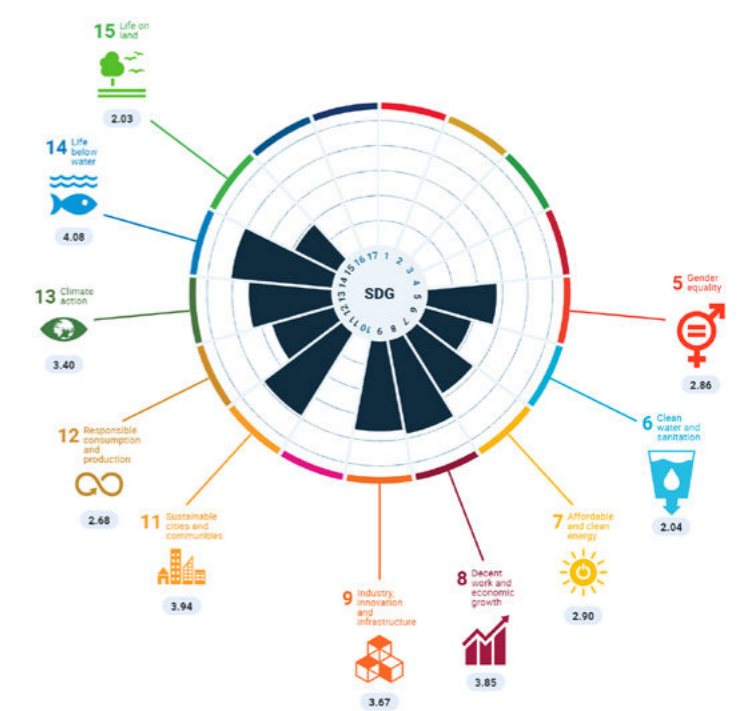 15 Life on
land
2.03
14 Life
below
water
4.08
13 Climate
action
3.40
12 Responsible
consumption
and
production
2.68
11 Sustainable
cities and
communities
3.94
9 Industry,
innovation
and
infrastructure
3.67
8 Decent
work and
economic
growth
3.85
7 Affordable
and clean
energy
2.90
6 Clean
water and
sanitation
2.04
5 Gender
equality
2.86
SDG
1 2 3 4 5 6 7 8 9 10 11 12 13 14 15 16 17